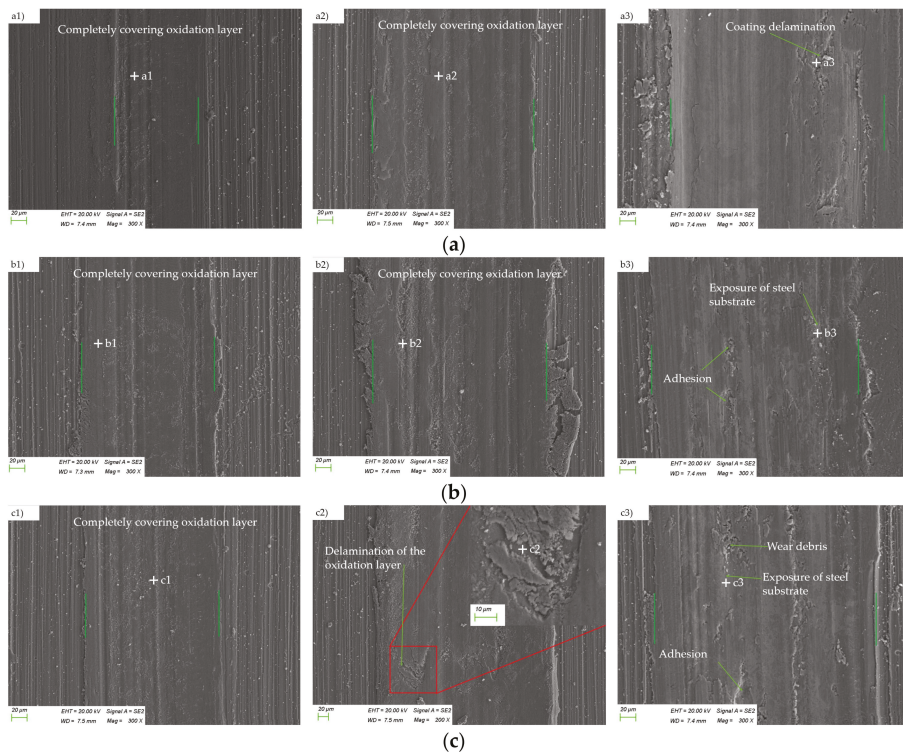 a1)
Completely covering oxidation layer
a1
20 µm
EHT = 20.00 kV Signal A = SE2
WD = 7.4 mm Mag = 300 X
a2)
Completely covering oxidation layer
a2
20 µm
EHT = 20.00 kV Signal A = SE2
WD = 7.5 mm Mag = 300 X
a3)
Coating delamination
a3
20 µm
EHT = 20.00 kV Signal A = SE2
WD = 7.4 mm Mag = 300 X
(a)
b1)
Completely covering oxidation layer
b1
20 µm
EHT = 20.00 kV Signal A = SE2
WD = 7.3 mm Mag = 300 X
b2)
Completely covering oxidation layer
b2
20 µm
EHT = 20.00 kV Signal A = SE2
WD = 7.4 mm Mag = 300 X
b3)
Exposure of steel
substrate
b3
Adhesion
20 µm
EHT = 20.00 kV Signal A = SE2
WD = 7.4 mm Mag = 300 X
(b)
c1)
Completely covering oxidation layer
c1
20 µm
EHT = 20.00 kV Signal A = SE2
WD = 7.5 mm Mag = 300 X
c2)
Delamination of the
oxidation layer
c2
10 µm
20 µm
EHT = 20.00 kV Signal A = SE2
WD = 7.5 mm Mag = 200 X
c3)
Wear debris
Exposure of steel
substrate
c3
Adhesion
20 µm
EHT = 20.00 kV Signal A = SE2
WD = 7.4 mm Mag = 300 X
(c)